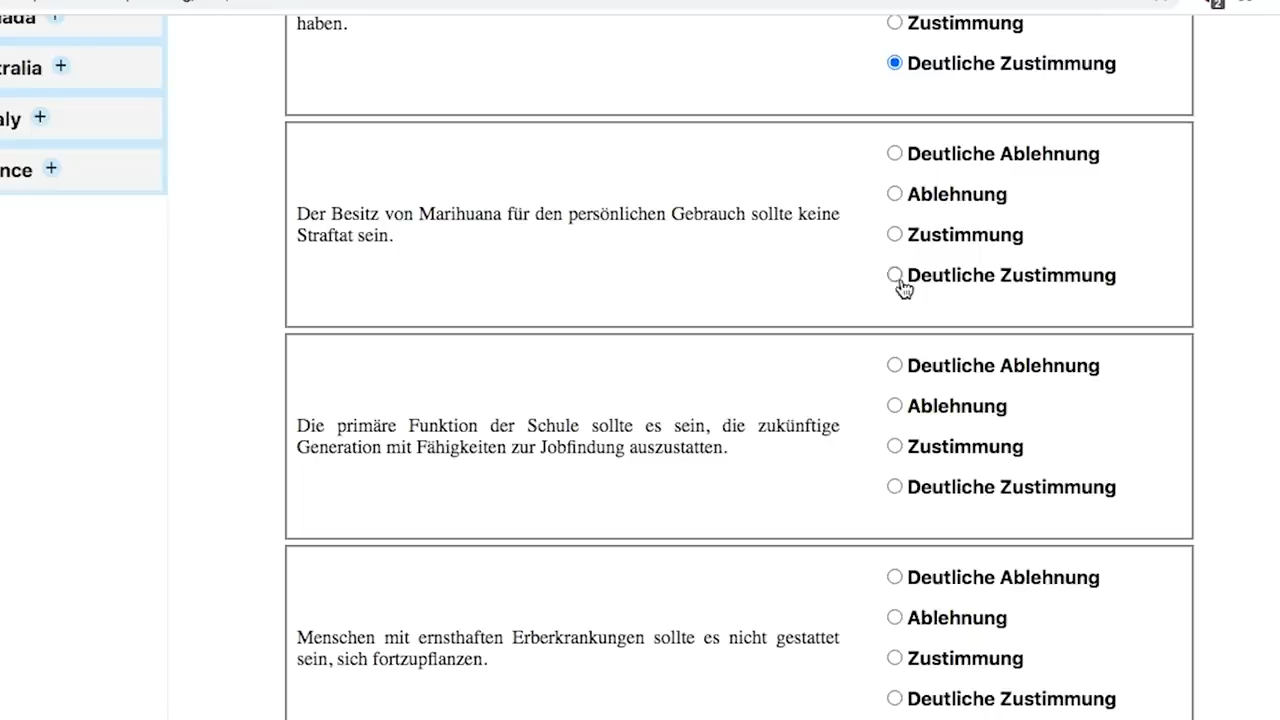 haben.
Zustimmung
Deutliche Zustimmung
tralia +
aly +
nce +
Der Besitz von Marihuana für den persönlichen Gebrauch sollte keine
Straftat sein.
Deutliche Ablehnung
Ablehnung
Zustimmung
Deutliche Zustimmung
Die primäre Funktion der Schule sollte es sein, die zukünftige
Generation mit Fähigkeiten zur Jobfindung auszustatten.
Deutliche Ablehnung
Ablehnung
Zustimmung
Deutliche Zustimmung
Menschen mit ernsthaften Erberkrankungen sollte es nicht gestattet
sein, sich fortzupflanzen.
Deutliche Ablehnung
Ablehnung
Zustimmung
Deutliche Zustimmung
2